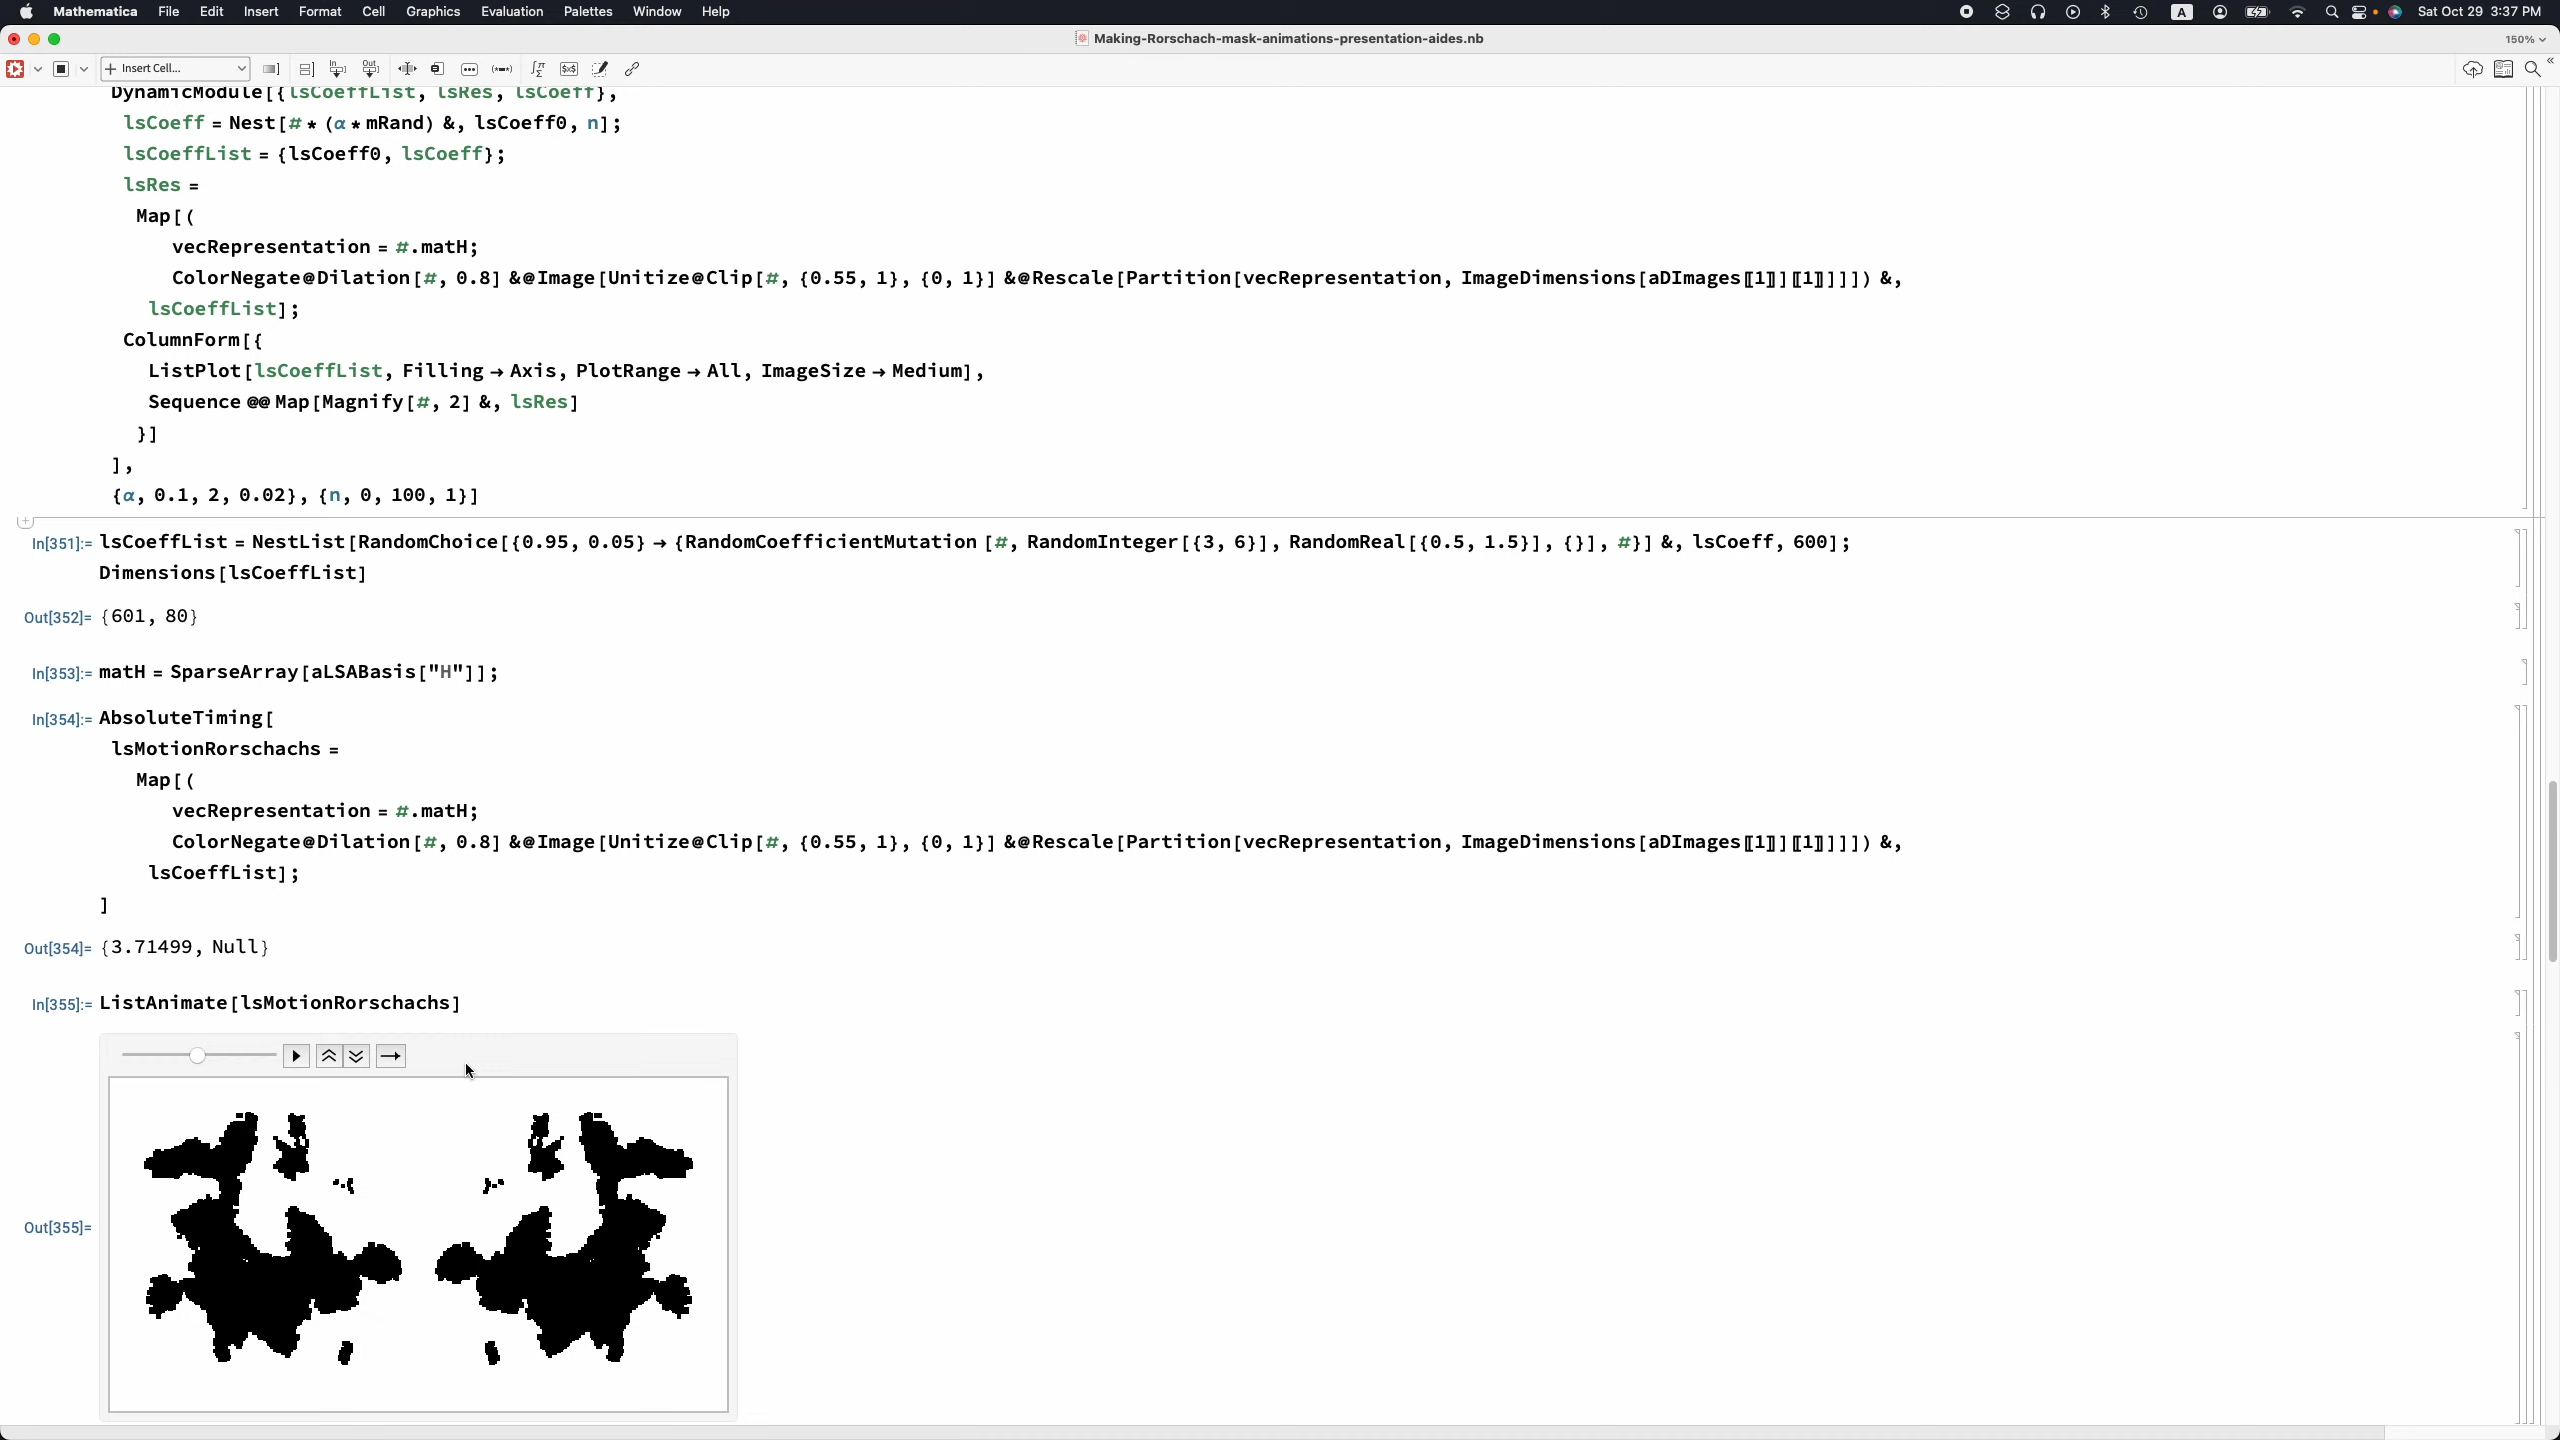 Mathematica File Edit Insert Format Cell Graphics Evaluation Palettes Window Help A Sat Oct 29 3:37 PM
Making-Rorschach-mask-animations-presentation-aides.nb 150%
Insert Cell... In Out
DynamicModule[{lsCoeffList, lsRes, lsCoeff},
lsCoeff = Nest[# * (α * mRand) &, lsCoeff0, n];
lsCoeffList = {lsCoeff0, lsCoeff};
lsRes =
Map[(
vecRepresentation = #.matH;
ColorNegate@Dilation[#, 0.8] &@Image[Unitize@Clip[#, {0.55, 1}, {0, 1}] &@Rescale[Partition[vecRepresentation, ImageDimensions[aDImages〚1〛]〚1〛]]]) &,
lsCoeffList];
ColumnForm[{
ListPlot[lsCoeffList, Filling → Axis, PlotRange → All, ImageSize → Medium],
Sequence @@ Map[Magnify[#, 2] &, lsRes]
}]
],
{α, 0.1, 2, 0.02}, {n, 0, 100, 1}]
In[351]:= lsCoeffList = NestList[RandomChoice[{0.95, 0.05} → {RandomCoefficientMutation [#, RandomInteger[{3, 6}], RandomReal[{0.5, 1.5}], {}], #}] &, lsCoeff, 600];
Dimensions[lsCoeffList]
Out[352]= {601, 80}
In[353]:= matH = SparseArray[aLSABasis["H"]];
In[354]:= AbsoluteTiming[
lsMotionRorschachs =
Map[(
vecRepresentation = #.matH;
ColorNegate@Dilation[#, 0.8] &@Image[Unitize@Clip[#, {0.55, 1}, {0, 1}] &@Rescale[Partition[vecRepresentation, ImageDimensions[aDImages〚1〛]〚1〛]]]) &,
lsCoeffList];
]
Out[354]= {3.71499, Null}
In[355]:= ListAnimate[lsMotionRorschachs]
Out[355]=